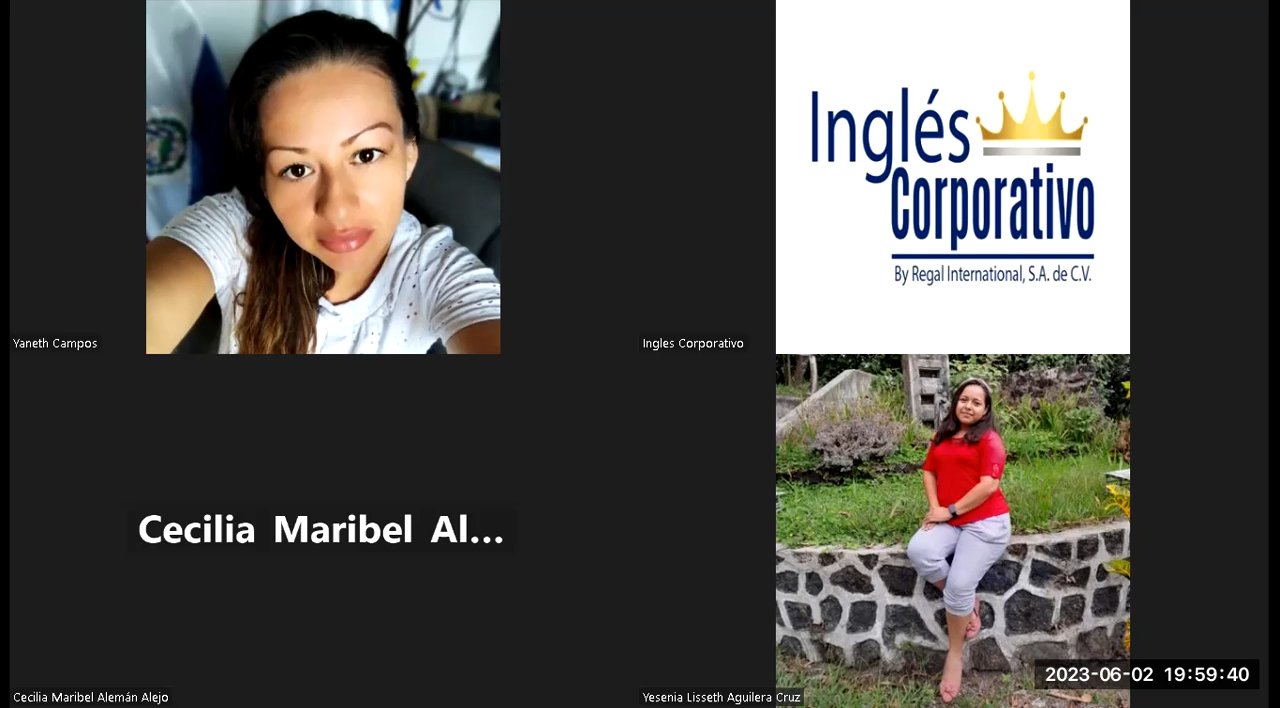 Inglés
Corporativo
By Regal International, S.A. de C.V.
Yaneth Campos
Ingles Corporativo
Cecilia Maribel Al...
Cecilia Maribel Alemán Alejo
Yesenia Lisseth Aguilera Cruz
2023-06-02 19:59:40